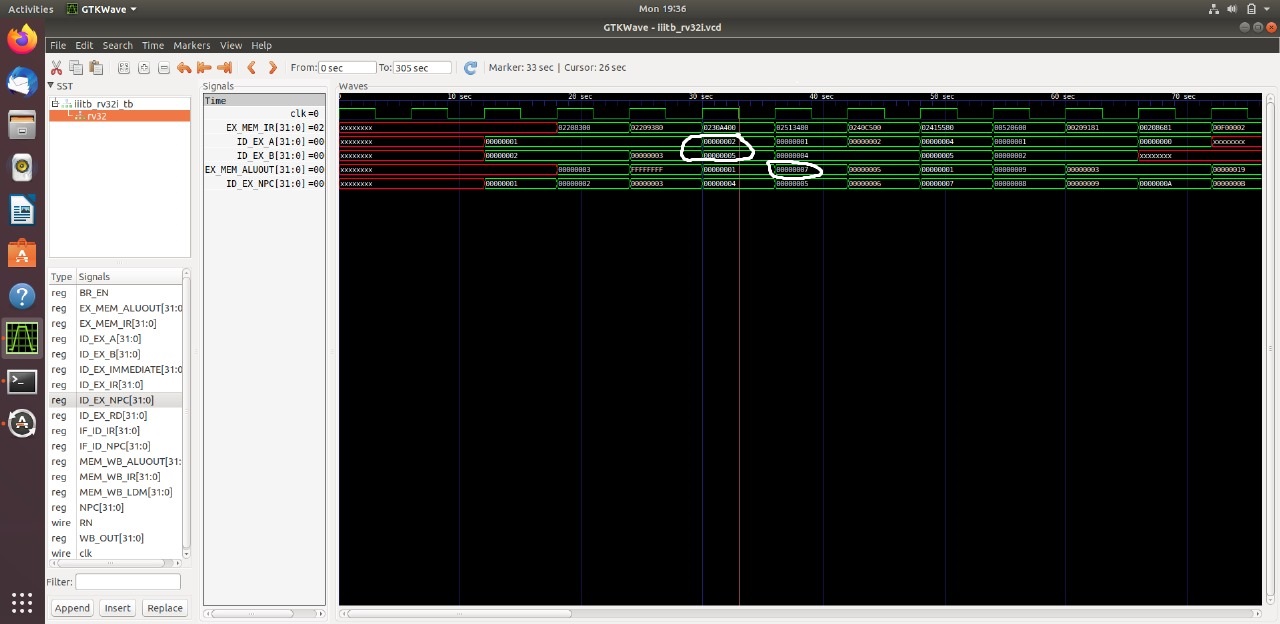 Activities GTKWave Mon 19:36
GTKWave - iiitb_rv32i.vcd
File Edit Search Time Markers View Help
From: 0 sec To: 305 sec Marker: 33 sec | Cursor: 26 sec
SST
iiitb_rv32i_tb
rv32
Type Signals
reg BR_EN
reg EX_MEM_ALUOUT[31:0
reg EX_MEM_IR[31:0]
reg ID_EX_A[31:0]
reg ID_EX_B[31:0]
reg ID_EX_IMMEDIATE[31:0
reg ID_EX_IR[31:0]
reg ID_EX_NPC[31:0]
reg ID_EX_RD[31:0]
reg IF_ID_IR[31:0]
reg IF_ID_NPC[31:0]
reg MEM_WB_ALUOUT[31:
reg MEM_WB_IR[31:0]
reg MEM_WB_LDM[31:0]
reg NPC[31:0]
wire RN
reg WB_OUT[31:0]
wire clk
Filter:
Append Insert Replace
Signals
Time
clk=0
EX_MEM_IR[31:0]=02
ID_EX_A[31:0]=00
ID_EX_B[31:0]=00
EX_MEM_ALUOUT[31:0]=00
ID_EX_NPC[31:0]=00
Waves
0 10 sec 20 sec 30 sec 40 sec 50 sec 60 sec 70 sec
xxxxxxxx 02208300 02209380 0230A400 02513400 0240C500 02415580 00520600 00209181 00208681 00F00002
xxxxxxxx 00000001 00000002 00000001 00000002 00000004 00000001 00000000 xxxxxxxx
xxxxxxxx 00000002 00000003 00000005 00000004 00000005 00000002 xxxxxxxx
xxxxxxxx 00000003 FFFFFFFF 00000001 00000007 00000005 00000001 00000009 00000003 00000019
xxxxxxxx 00000001 00000002 00000003 00000004 00000005 00000006 00000007 00000008 00000009 0000000A 0000000B